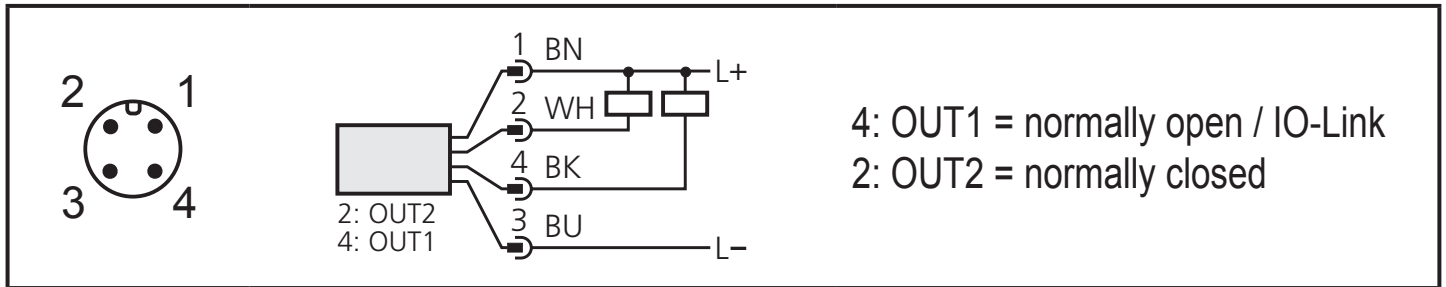 2 1
3 4
1 BN
L+
2 WH
4 BK
3 BU
L−
2: OUT2
4: OUT1
4: OUT1 = normally open / IO-Link
2: OUT2 = normally closed